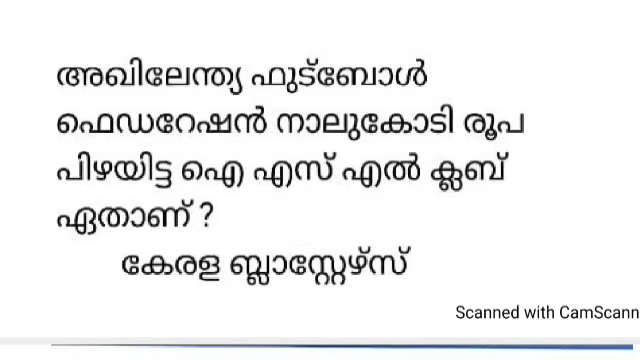 അഖിലേന്ത്യ ഫുട്ബോൾ
ഫെഡറേഷൻ നാലുകോടി രൂപ
പിഴയിട്ട ഐ എസ് എൽ ക്ലബ്
ഏതാണ് ?
കേരള ബ്ലാസ്റ്റേഴ്സ്
Scanned with CamScann